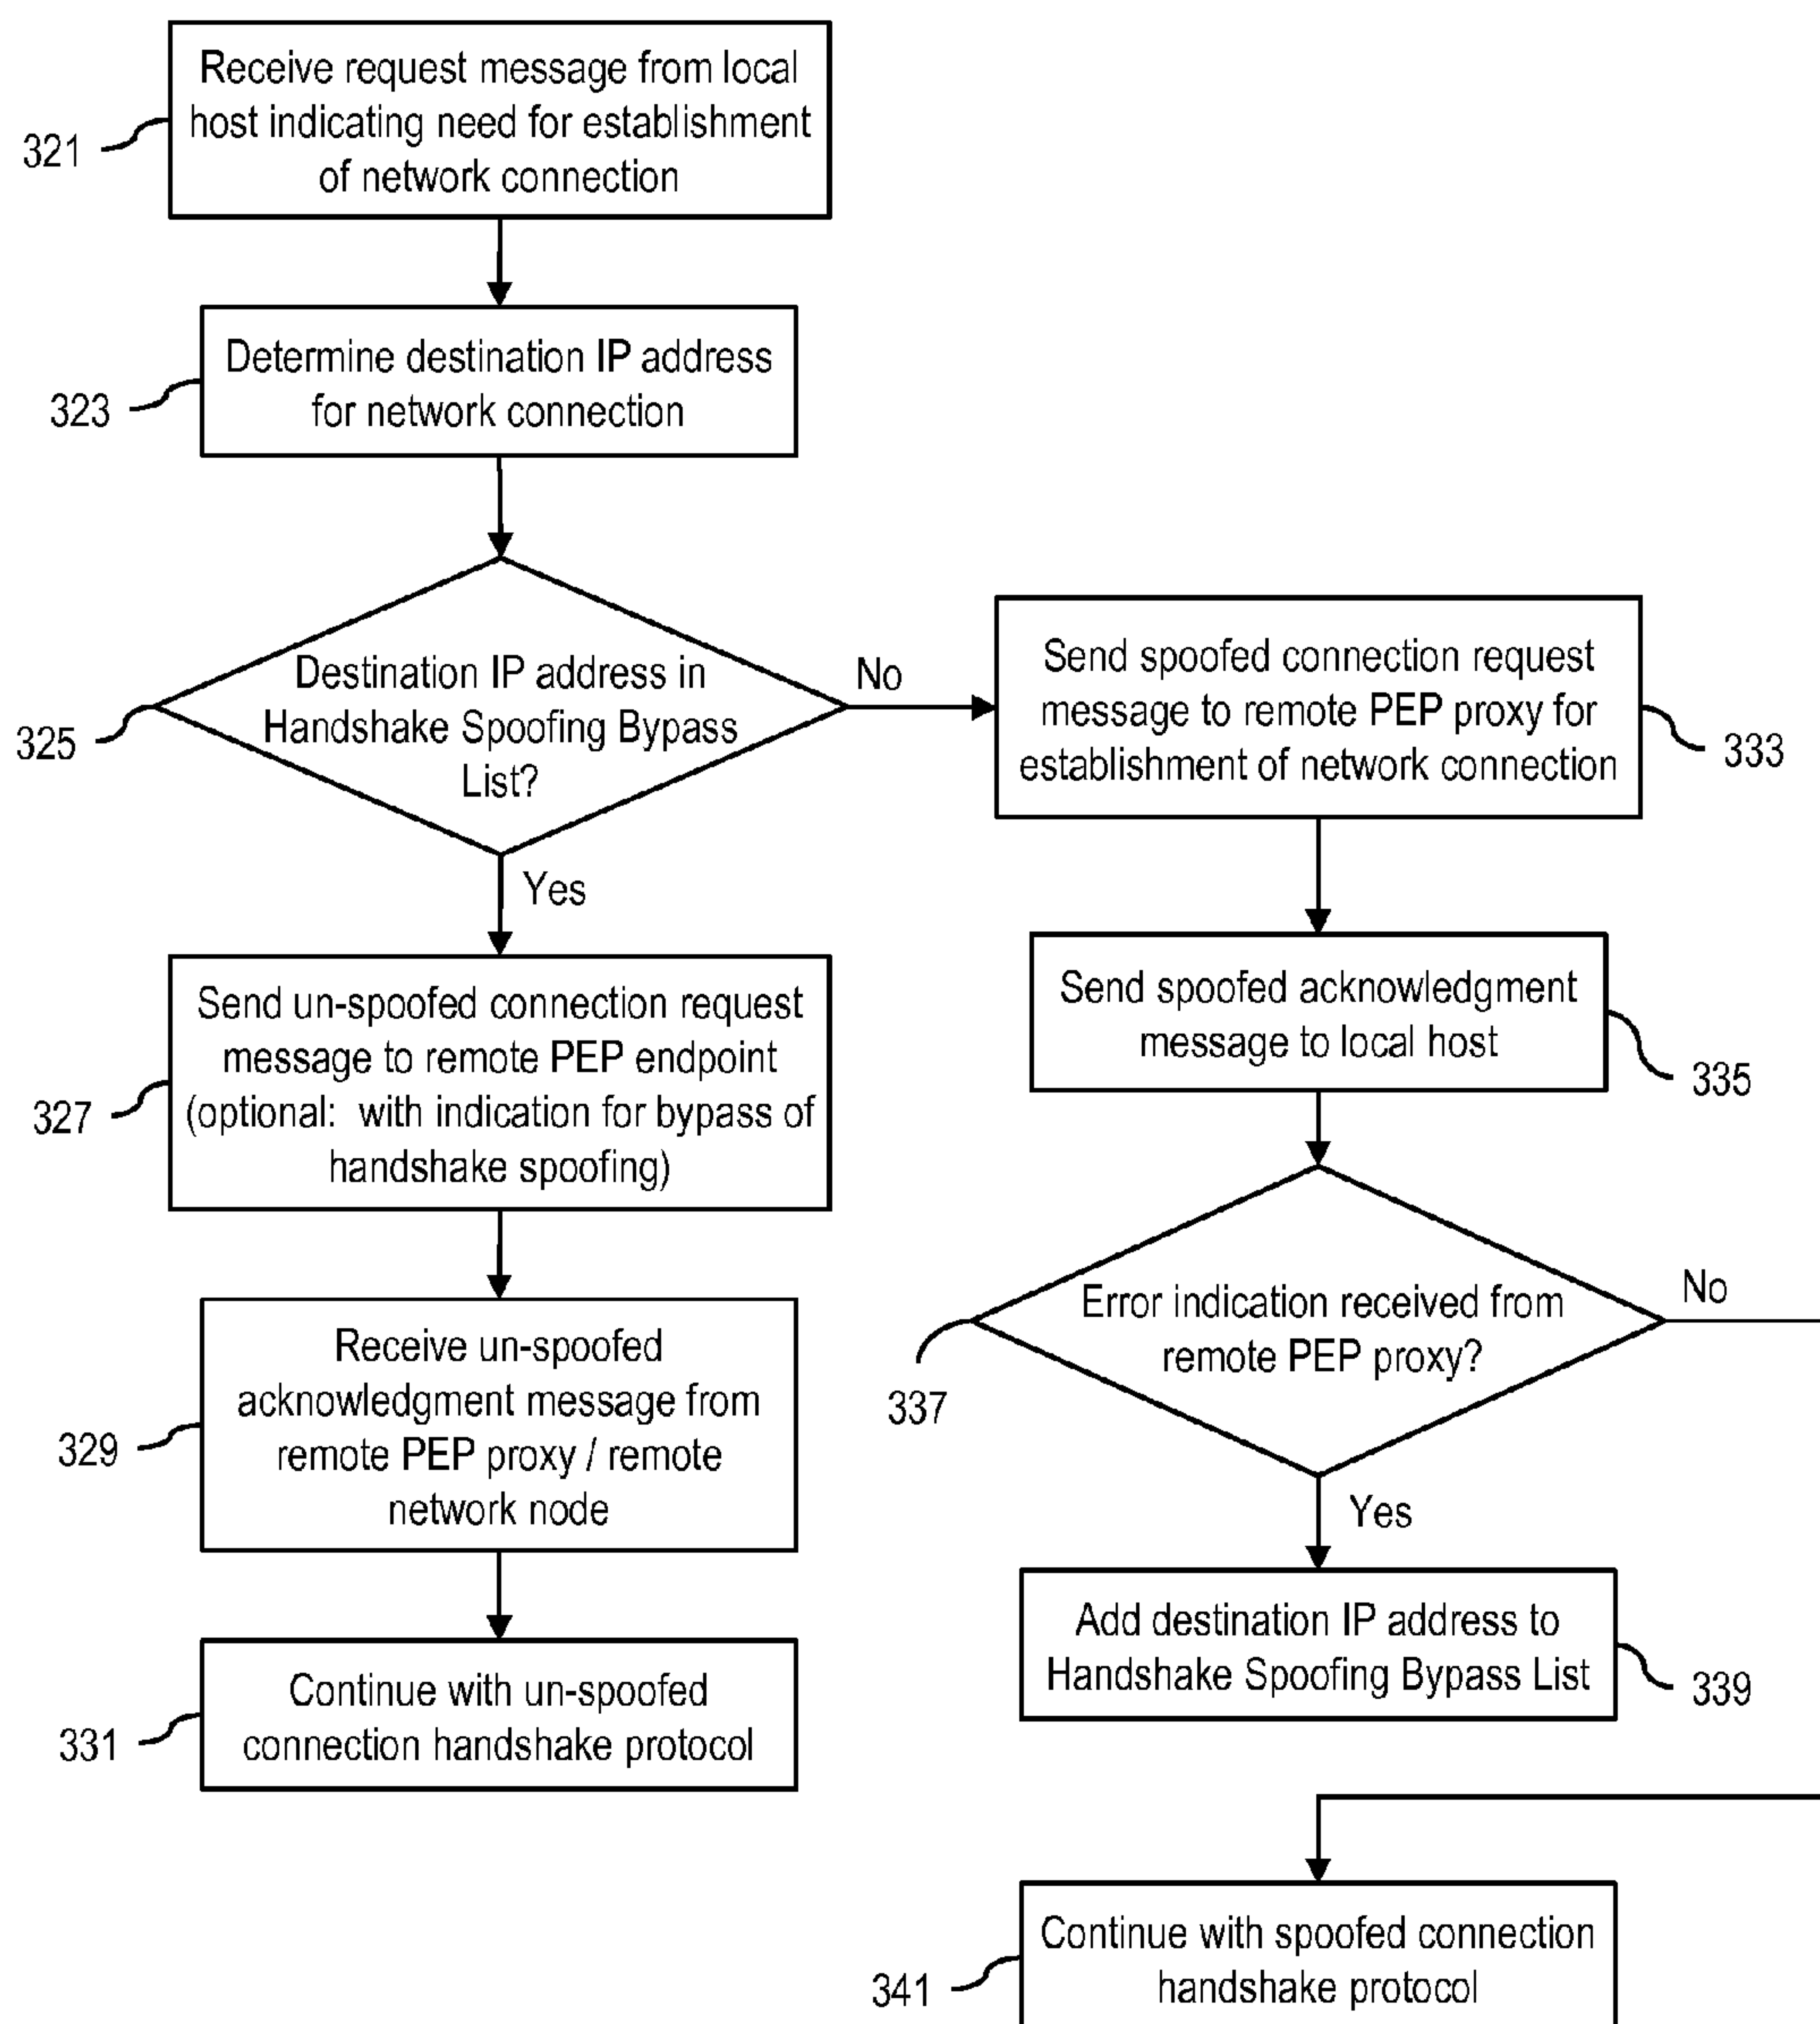 Receive request message from local
host indicating need for establishment
of network connection
321
Determine destination IP address
for network connection
323
Destination IP address in
Handshake Spoofing Bypass
List?
325
No
Yes
Send spoofed connection request
message to remote PEP proxy for
establishment of network connection
333
Send un-spoofed connection request
message to remote PEP endpoint
(optional: with indication for bypass of
handshake spoofing)
327
Send spoofed acknowledgment
message to local host
335
Receive un-spoofed
acknowledgment message from
remote PEP proxy / remote
network node
329
Error indication received from
remote PEP proxy?
337
No
Yes
Continue with un-spoofed
connection handshake protocol
331
Add destination IP address to
Handshake Spoofing Bypass List
339
Continue with spoofed connection
handshake protocol
341